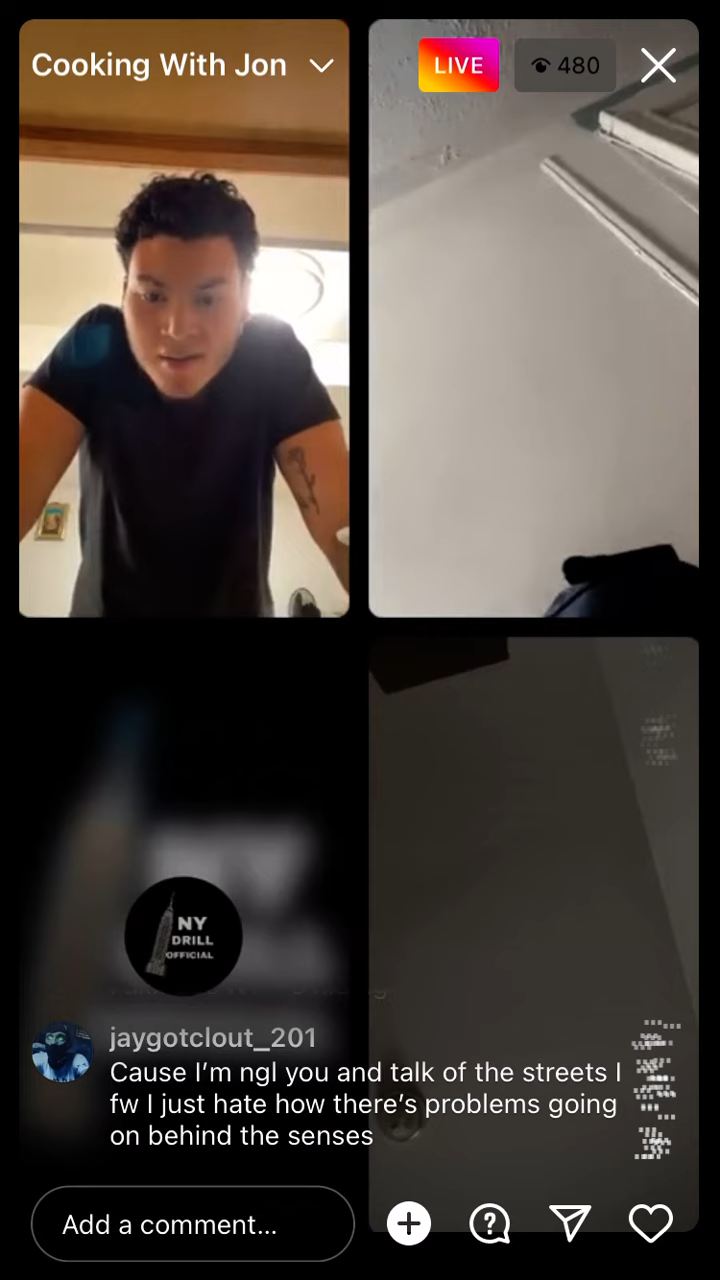 Cooking With Jon
LIVE
480
NY
DRILL
OFFICIAL
jaygotclout_201
Cause I’m ngl you and talk of the streets I
fw I just hate how there’s problems going
on behind the senses
Add a comment...